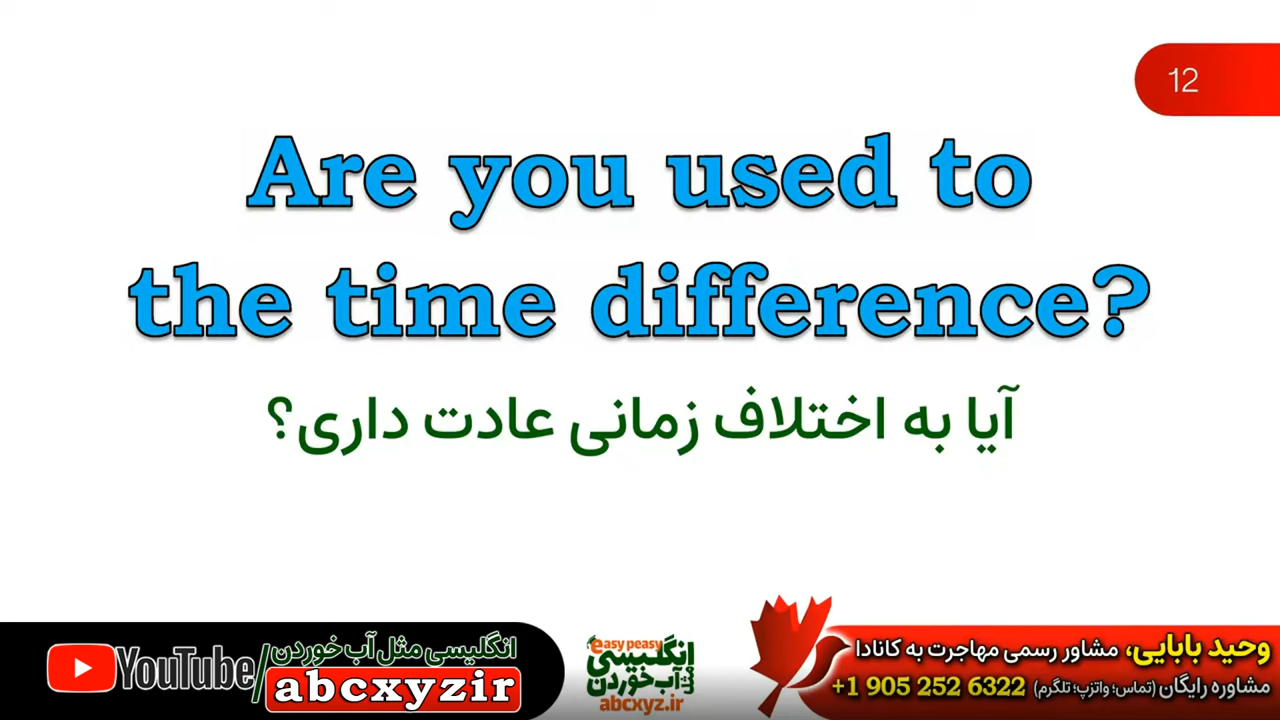 12
Are you used to
the time difference?
آیا به اختلاف زمانی عادت داری؟
YouTube/
انگلیسی مثل آب خوردن
abcxyzir
easy peasy
انگلیسی
مثل آب خوردن
abcxyz.ir
وحید بابایی، مشاور رسمی مهاجرت به کانادا
مشاوره رایگان (تماس؛ واتزپ؛ تلگرم) +1 905 252 6322